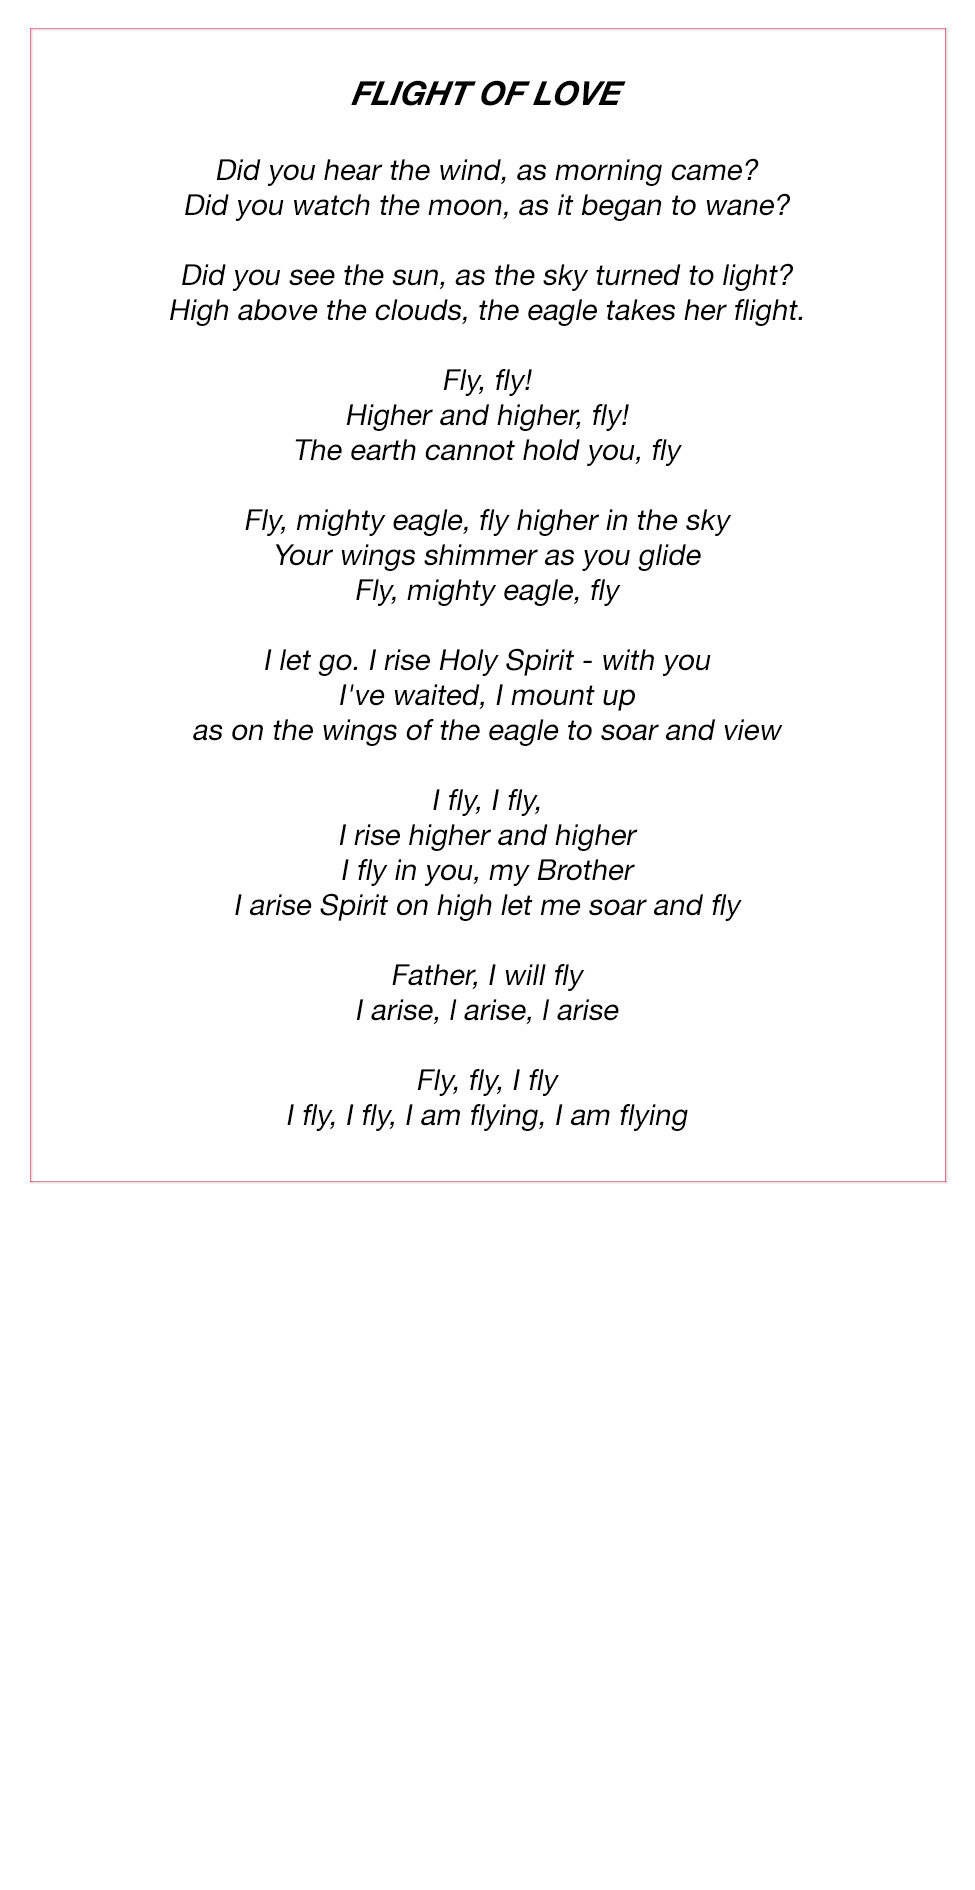 FLIGHT OF LOVE
Did you hear the wind, as morning came?
Did you watch the moon, as it began to wane?
Did you see the sun, as the sky turned to light?
High above the clouds, the eagle takes her flight.
Fly, fly!
Higher and higher, fly!
The earth cannot hold you, fly
Fly, mighty eagle, fly higher in the sky
Your wings shimmer as you glide
Fly, mighty eagle, fly
I let go. I rise Holy Spirit - with you
I've waited, I mount up
as on the wings of the eagle to soar and view
I fly, I fly,
I rise higher and higher
I fly in you, my Brother
I arise Spirit on high let me soar and fly
Father, I will fly
I arise, I arise, I arise
Fly, fly, I fly
I fly, I fly, I am flying, I am flying